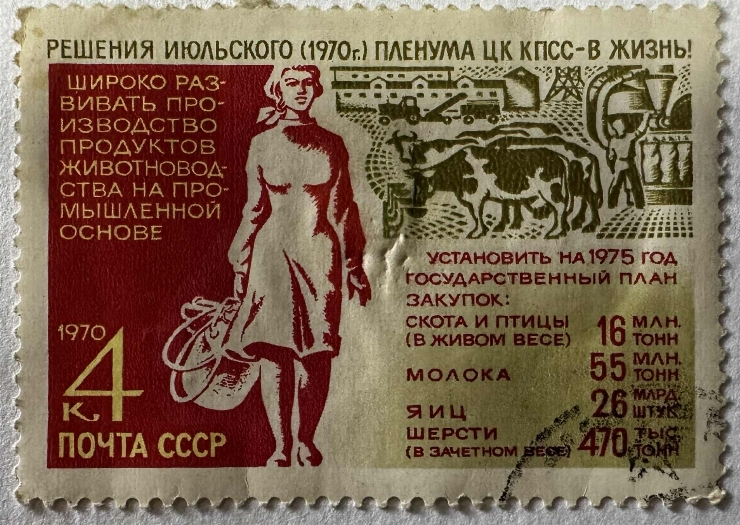 РЕШЕНИЯ ИЮЛЬСКОГО (1970г.) ПЛЕНУМА ЦК КПСС–В ЖИЗНЬ!
ШИРОКО РАЗ-
ВИВАТЬ ПРО-
ИЗВОДСТВО
ПРОДУКТОВ
ЖИВОТНОВОД-
СТВА НА ПРО-
МЫШЛЕННОЙ
ОСНОВЕ
1970
4 к
ПОЧТА СССР
УСТАНОВИТЬ НА 1975 ГОД
ГОСУДАРСТВЕННЫЙ ПЛАН
ЗАКУПОК:
СКОТА И ПТИЦЫ
(В ЖИВОМ ВЕСЕ) 16 МЛН. ТОНН
МОЛОКА 55 МЛН. ТОНН
ЯИЦ 26 МЛРД. ШТУК
ШЕРСТИ
(В ЗАЧЕТНОМ ВЕСЕ) 470 ТЫС. ТОНН